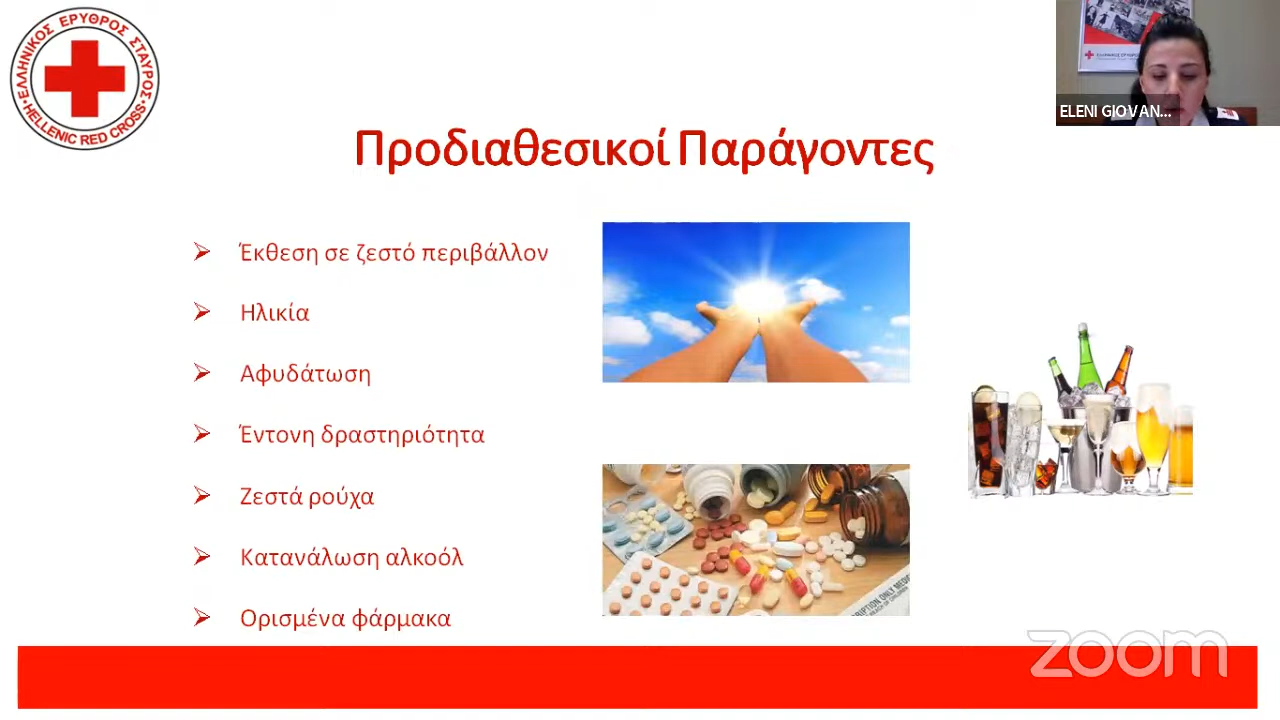 ΕΛΛΗΝΙΚΟΣ ΕΡΥΘΡΟΣ ΣΤΑΥΡΟΣ
HELLENIC RED CROSS
ELENI GIOVAN...
Προδιαθεσικοί Παράγοντες
Έκθεση σε ζεστό περιβάλλον
Ηλικία
Αφυδάτωση
Έντονη δραστηριότητα
Ζεστά ρούχα
Κατανάλωση αλκοόλ
Ορισμένα φάρμακα
zoom